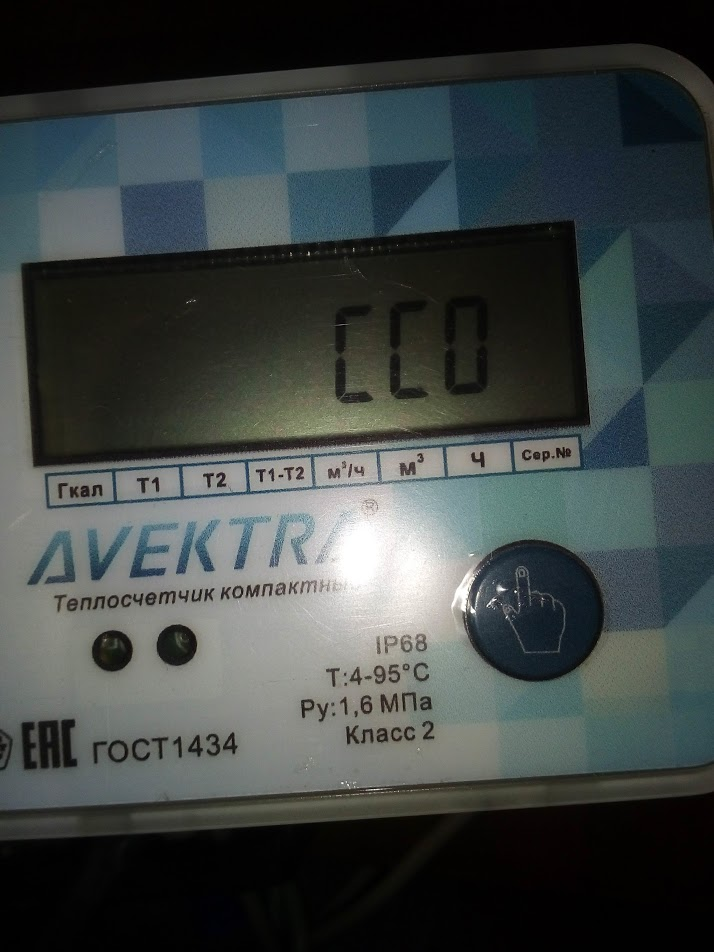 CC0
Гкал T1 T2 T1-T2 м³/ч м³ Ч Сер.№
AVEKTRA®
Теплосчетчик компактный
IP68
T:4-95°C
Ру:1,6 МПа
Класс 2
ЕАС ГОСТ1434